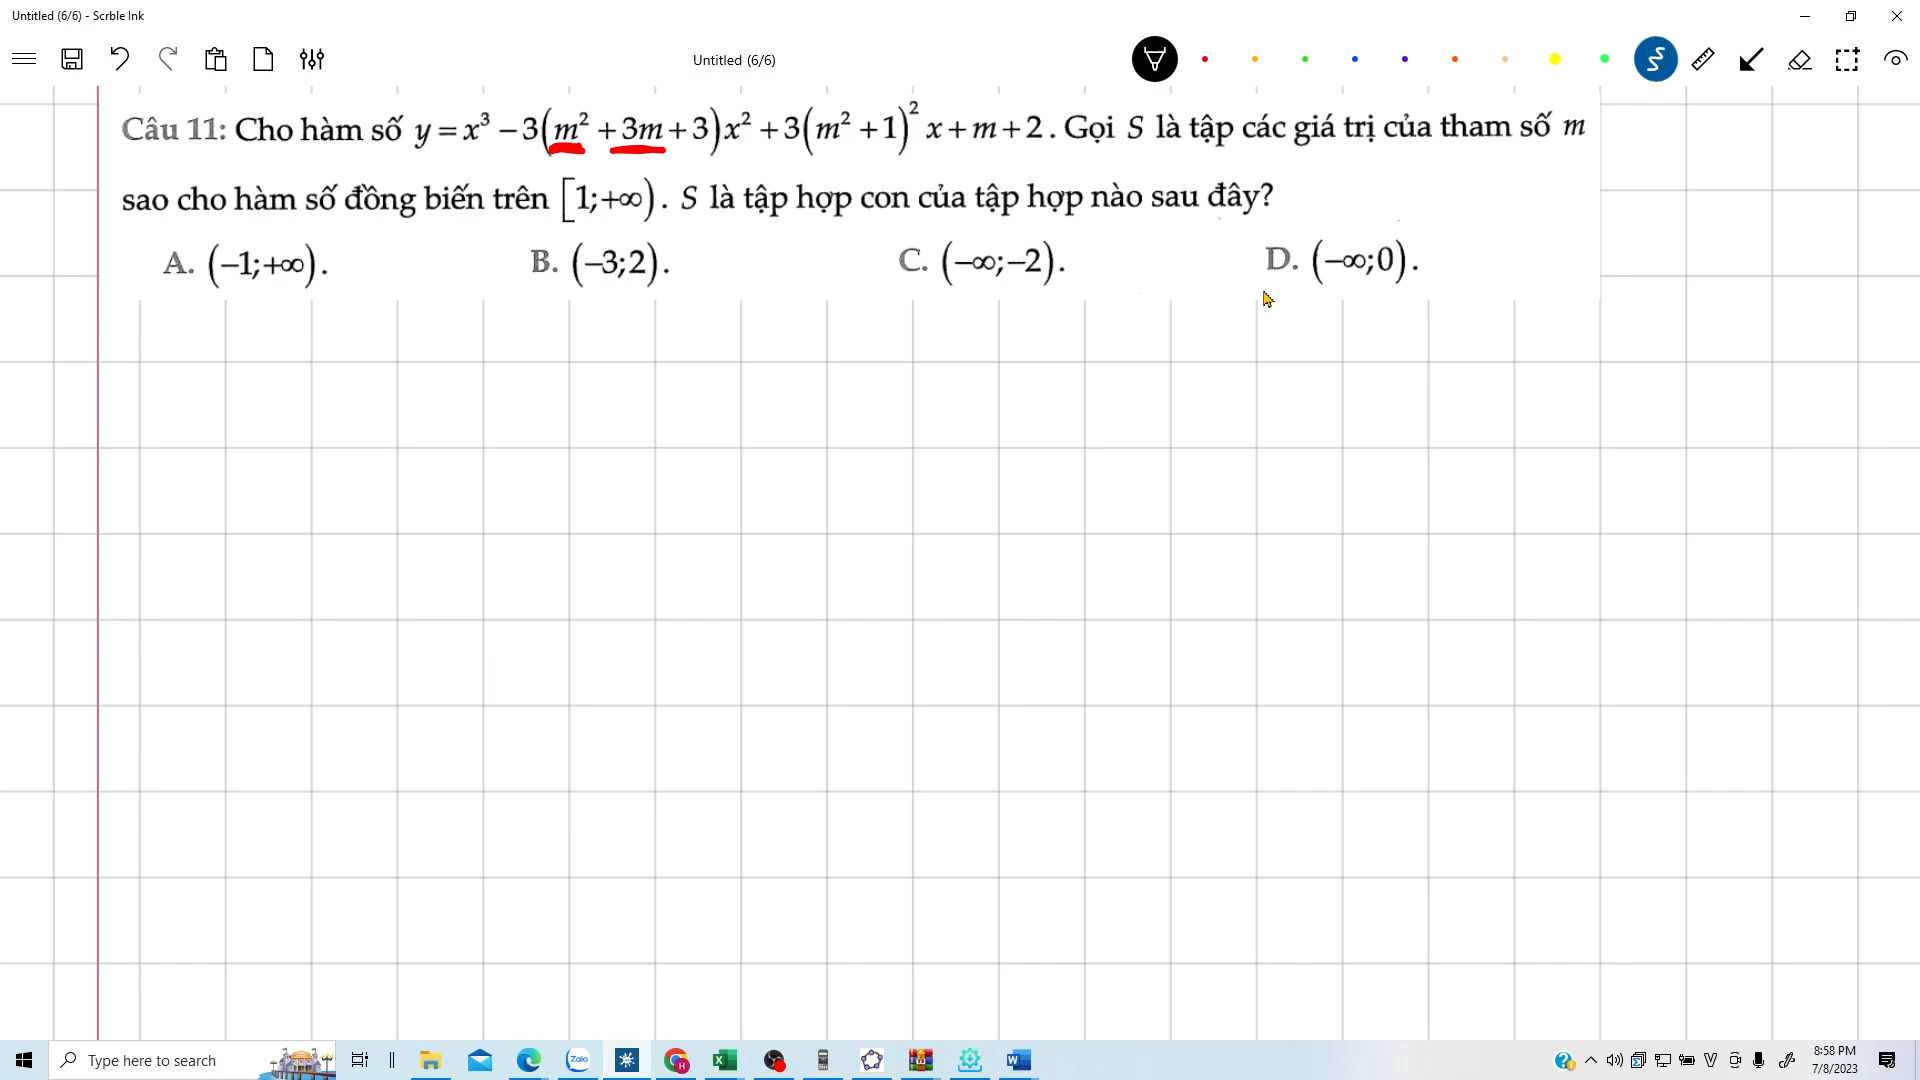 Untitled (6/6) - Scrble Ink
Untitled (6/6)
Câu 11: Cho hàm số y = x³ − 3(m² + 3m + 3)x² + 3(m² + 1)² x + m + 2. Gọi S là tập các giá trị của tham số m
sao cho hàm số đồng biến trên [1; +∞). S là tập hợp con của tập hợp nào sau đây?
A. (−1; +∞). B. (−3; 2). C. (−∞; −2). D. (−∞; 0).
Type here to search
Zalo
8:58 PM
7/8/2023